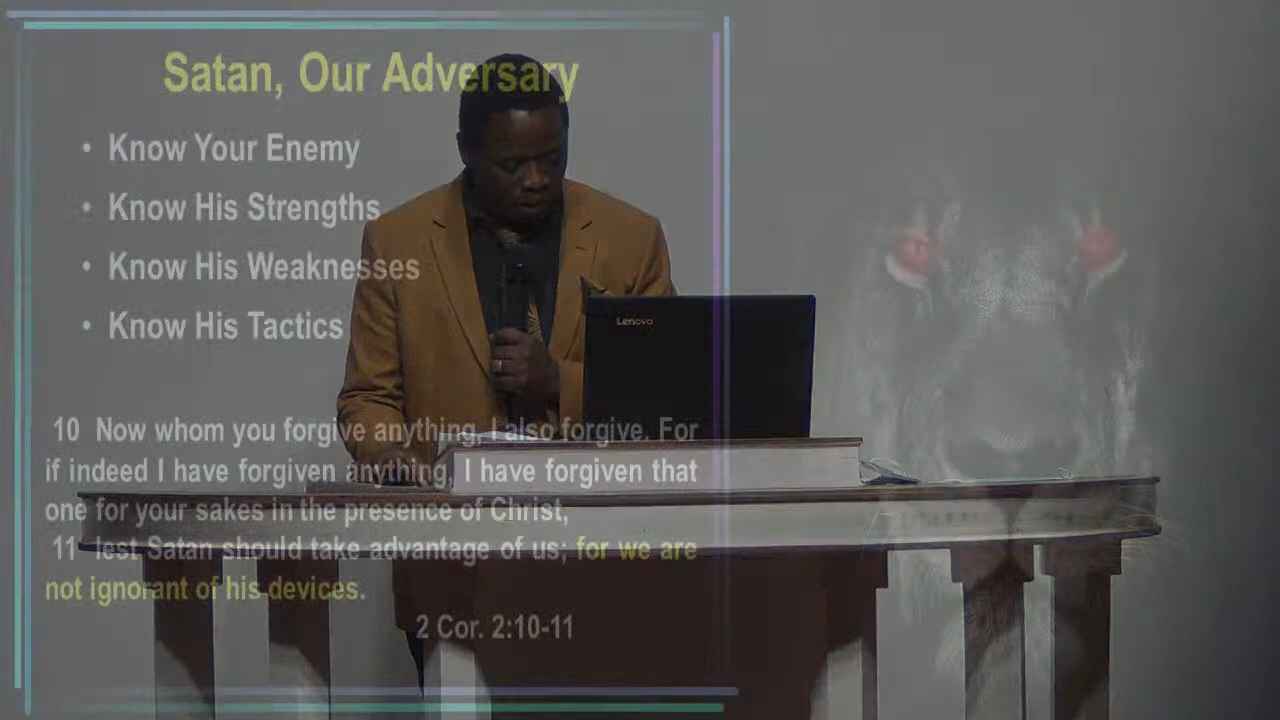 Satan, Our Adversary
• Know Your Enemy
• Know His Strengths
• Know His Weaknesses
• Know His Tactics
Lenovo
10 Now whom you forgive anything, I also forgive. For
if indeed I have forgiven anything, I have forgiven that
one for your sakes in the presence of Christ,
11 lest Satan should take advantage of us; for we are
not ignorant of his devices.
2 Cor. 2:10-11